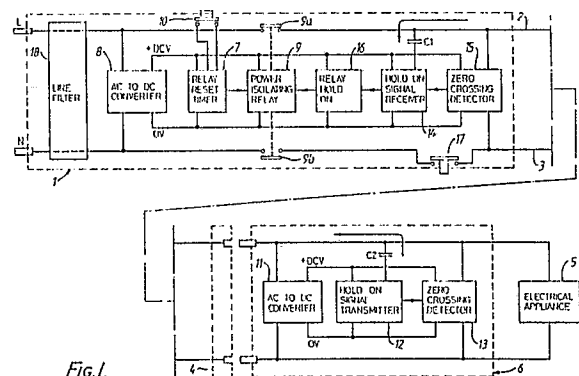 L
10
9a
2
18
8
+DCV
7
9
16
C1
15
LINE FILTER
AC TO DC CONVERTER
RELAY RESET TIMER
POWER ISOLATING RELAY
RELAY HOLD ON
HOLD ON SIGNAL RECEIVER
ZERO CROSSING DETECTOR
0V
14
17
N
9b
1
3
11
+DCV
C2
5
AC TO DC CONVERTER
HOLD ON SIGNAL TRANSMITTER
ZERO CROSSING DETECTOR
ELECTRICAL APPLIANCE
0V
12
13
FIG.1.
4
6